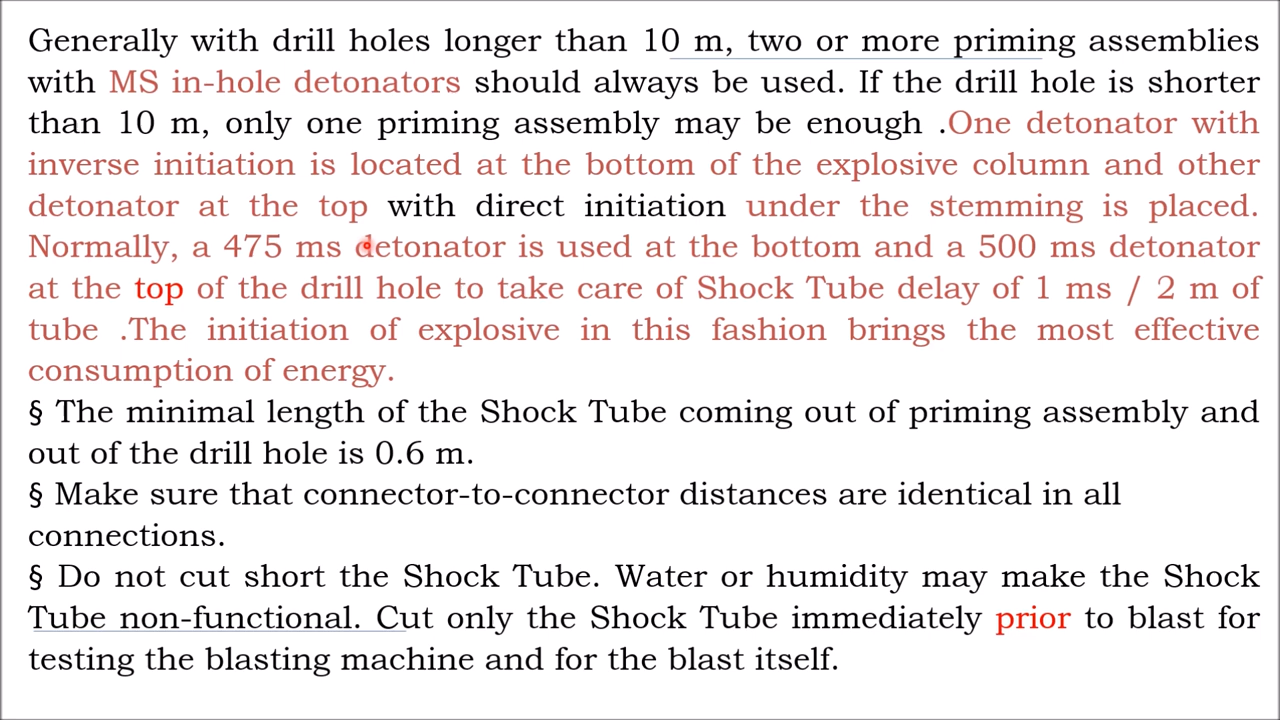 Generally with drill holes longer than 10 m, two or more priming assemblies
with MS in-hole detonators should always be used. If the drill hole is shorter
than 10 m, only one priming assembly may be enough .One detonator with
inverse initiation is located at the bottom of the explosive column and other
detonator at the top with direct initiation under the stemming is placed.
Normally, a 475 ms detonator is used at the bottom and a 500 ms detonator
at the top of the drill hole to take care of Shock Tube delay of 1 ms / 2 m of
tube .The initiation of explosive in this fashion brings the most effective
consumption of energy.
§ The minimal length of the Shock Tube coming out of priming assembly and
out of the drill hole is 0.6 m.
§ Make sure that connector-to-connector distances are identical in all
connections.
§ Do not cut short the Shock Tube. Water or humidity may make the Shock
Tube non-functional. Cut only the Shock Tube immediately prior to blast for
testing the blasting machine and for the blast itself.